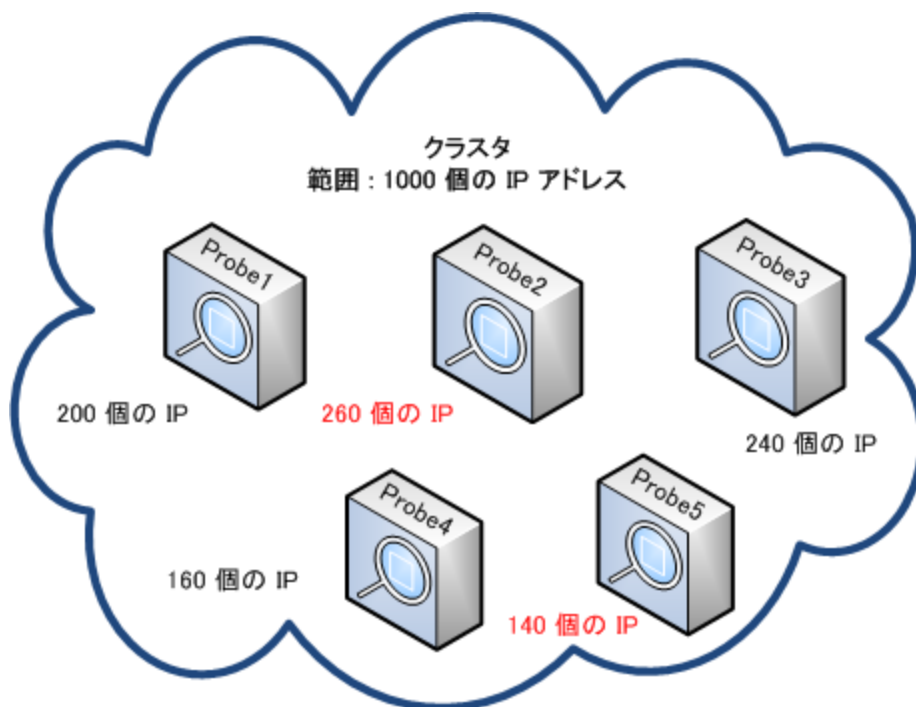 クラスタ
範囲 : 1000 個の IP アドレス
Probe1
Probe2
Probe3
200 個の IP
260 個の IP
240 個の IP
Probe4
Probe5
160 個の IP
140 個の IP